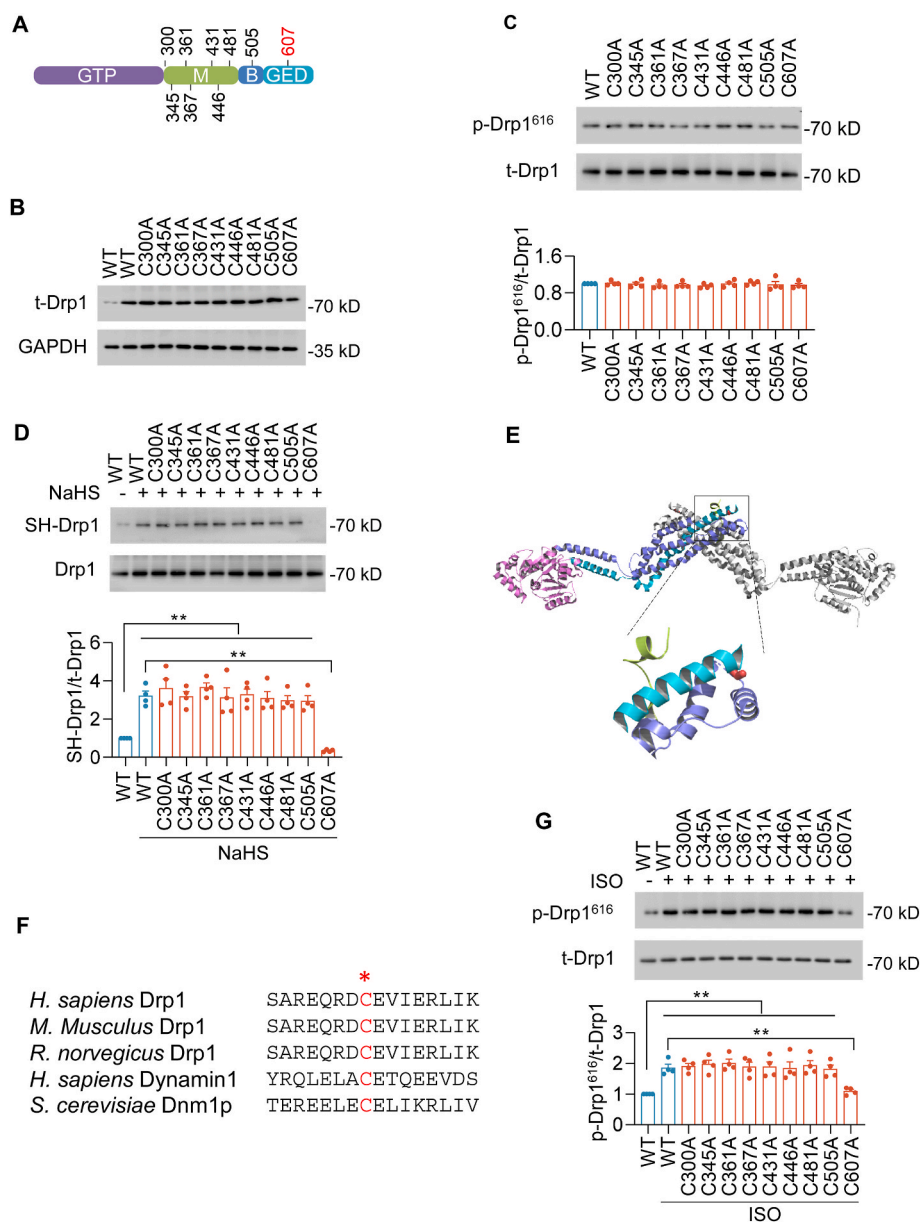 A
300 361 431 481 505 607
GTP M B GED
345 367 446
B
WT WT C300A C345A C361A C367A C431A C446A C481A C505A C607A
t-Drp1 -70 kD
GAPDH -35 kD
C
WT C300A C345A C361A C367A C431A C446A C481A C505A C607A
p-Drp1616 -70 kD
t-Drp1 -70 kD
p-Drp1616/t-Drp1
1.6
0.8
0.0
WT C300A C345A C361A C367A C431A C446A C481A C505A C607A
D
WT WT C300A C345A C361A C367A C431A C446A C481A C505A C607A
NaHS - + + + + + + + + + +
SH-Drp1 -70 kD
Drp1 -70 kD
SH-Drp1/t-Drp1
6
4
2
0
**
**
WT WT C300A C345A C361A C367A C431A C446A C481A C505A C607A
NaHS
E
F
*
H. sapiens Drp1 SAREQRDCEVIERLIK
M. Musculus Drp1 SAREQRDCEVIERLIK
R. norvegicus Drp1 SAREQRDCEVIERLIK
H. sapiens Dynamin1 YRQLELACETQEEVDS
S. cerevisiae Dnm1p TEREELECELIKRLIV
G
WT WT C300A C345A C361A C367A C431A C446A C481A C505A C607A
ISO - + + + + + + + + + +
p-Drp1616 -70 kD
t-Drp1 -70 kD
p-Drp1616/t-Drp1
3
2
1
0
**
**
WT WT C300A C345A C361A C367A C431A C446A C481A C505A C607A
ISO